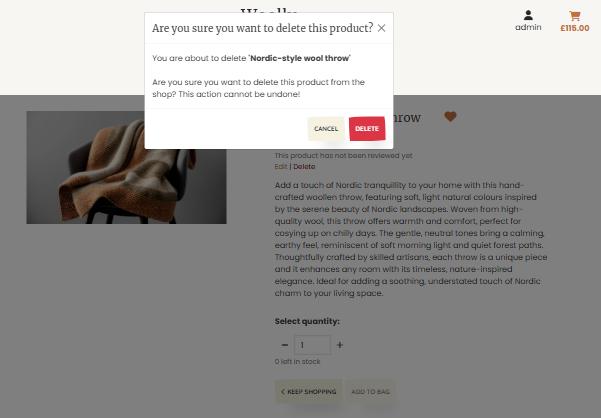 admin
£115.00
Are you sure you want to delete this product? ×
You are about to delete 'Nordic-style wool throw'
Are you sure you want to delete this product from the
shop? This action cannot be undone!
CANCEL DELETE
This product has not been reviewed yet
Edit | Delete
Add a touch of Nordic tranquility to your home with this hand-
crafted woollen throw, featuring soft, light natural colours inspired
by the serene beauty of Nordic landscapes. Woven from high-
quality wool, this throw offers warmth and comfort, perfect for
cosying up on chilly days. The gentle, neutral tones bring a calming,
earthy feel, reminiscent of soft morning light and quiet forest paths.
Thoughtfully crafted by skilled artisans, each throw is a unique piece
and it enhances any room with its timeless, nature-inspired
elegance. Ideal for adding a soothing, understated touch of Nordic
charm to your living space.
Select quantity:
− 1 +
0 left in stock
< KEEP SHOPPING ADD TO BAG